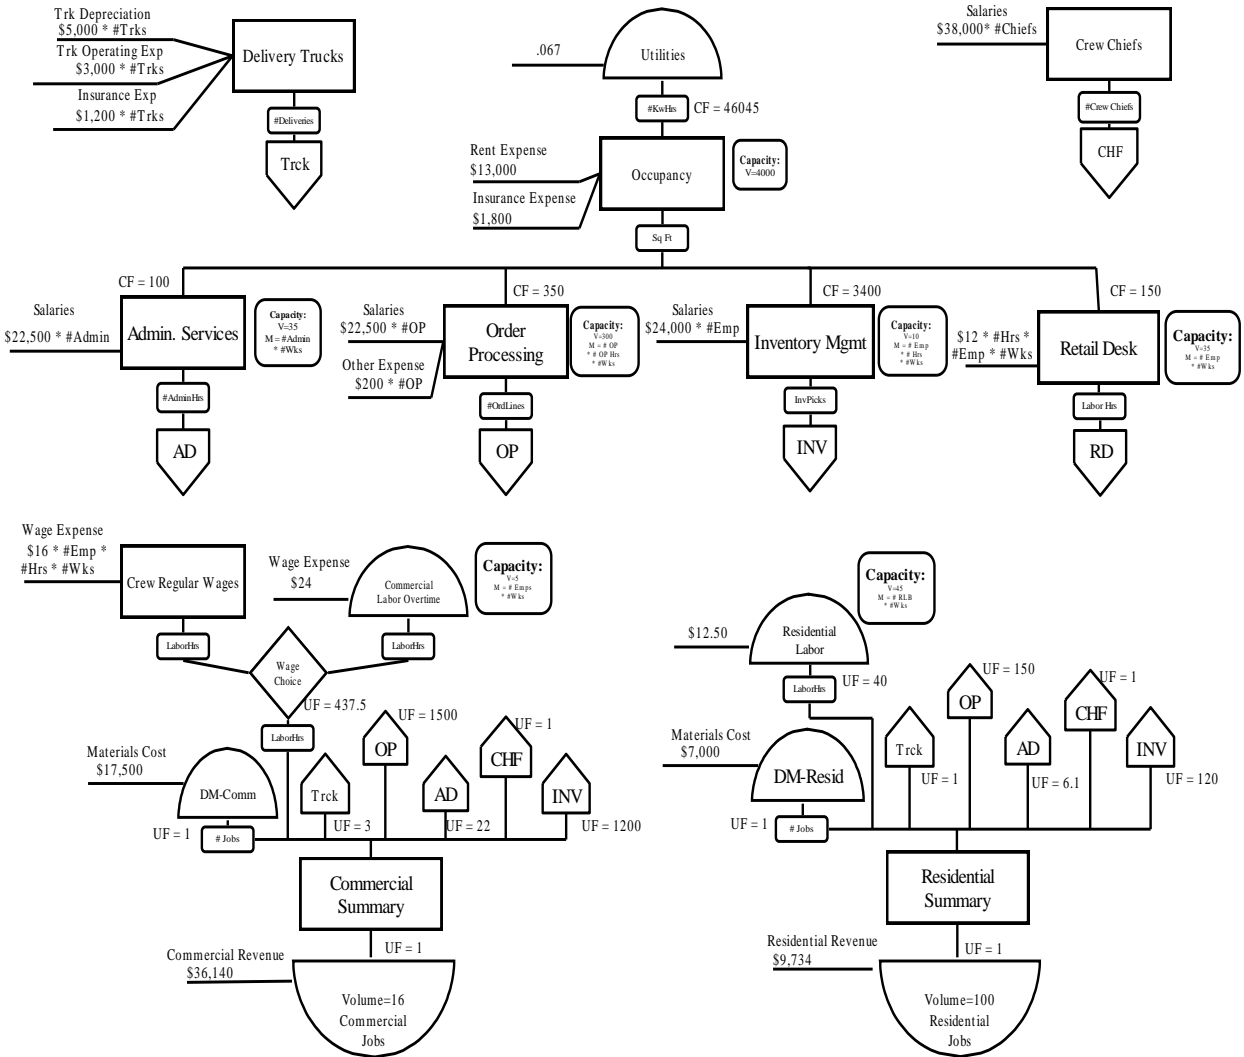 Trk Depreciation
$5,000 * #Trks
Trk Operating Exp
$3,000 * #Trks
Insurance Exp
$1,200 * #Trks
Delivery Trucks
#Deliveries
Trck
.067
Utilities
#KwHrs
CF = 46045
Rent Expense
$13,000
Insurance Expense
$1,800
Occupancy
Capacity:
V=4000
Sq Ft
Salaries
$38,000* #Chiefs
Crew Chiefs
#Crew Chiefs
CHF
CF = 100
Salaries
$22,500 * #Admin
Admin. Services
Capacity:
V=35
M = #Admin
* #Wks
#AdminHrs
AD
CF = 350
Salaries
$22,500 * #OP
Other Expense
$200 * #OP
Order
Processing
Capacity:
V=300
M = # OP
* # OP Hrs
* #Wks
#OrdLines
OP
CF = 3400
Salaries
$24,000 * #Emp
Inventory Mgmt
Capacity:
V=10
M = # Emp
* # Hrs
* #Wks
InvPicks
INV
CF = 150
$12 * #Hrs *
#Emp * #Wks
Retail Desk
Capacity:
V=35
M = # Emp
* #Wks
Labor Hrs
RD
Wage Expense
$16 * #Emp *
#Hrs * #Wks
Crew Regular Wages
LaborHrs
Wage Expense
$24
Commercial
Labor Overtime
Capacity:
V=5
M = # Emps
* #Wks
LaborHrs
Wage
Choice
UF = 437.5
LaborHrs
Materials Cost
$17,500
DM-Comm
UF = 1
# Jobs
Trck
UF = 3
OP
UF = 1500
AD
UF = 22
CHF
UF = 1
INV
UF = 1200
Commercial
Summary
UF = 1
Commercial Revenue
$36,140
Volume=16
Commercial
Jobs
$12.50
Residential
Labor
Capacity:
V=45
M = # RLB
* #Wks
LaborHrs
UF = 40
Materials Cost
$7,000
DM-Resid
UF = 1
# Jobs
Trck
UF = 1
OP
UF = 150
AD
UF = 6.1
CHF
UF = 1
INV
UF = 120
Residential
Summary
UF = 1
Residential Revenue
$9,734
Volume=100
Residential
Jobs